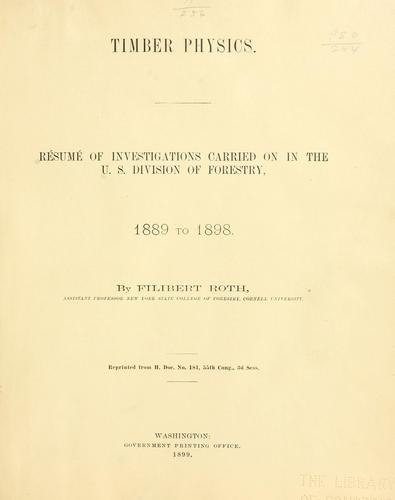 TIMBER PHYSICS.
RÉSUMÉ OF INVESTIGATIONS CARRIED ON IN THE
U. S. DIVISION OF FORESTRY,
1889 TO 1898.
By FILIBERT ROTH,
ASSISTANT PROFESSOR NEW YORK STATE COLLEGE OF FORESTRY, CORNELL UNIVERSITY.
Reprinted from H. Doc. No. 181, 55th Cong., 3d Sess.
WASHINGTON:
GOVERNMENT PRINTING OFFICE.
1899.
THE LIBRARY